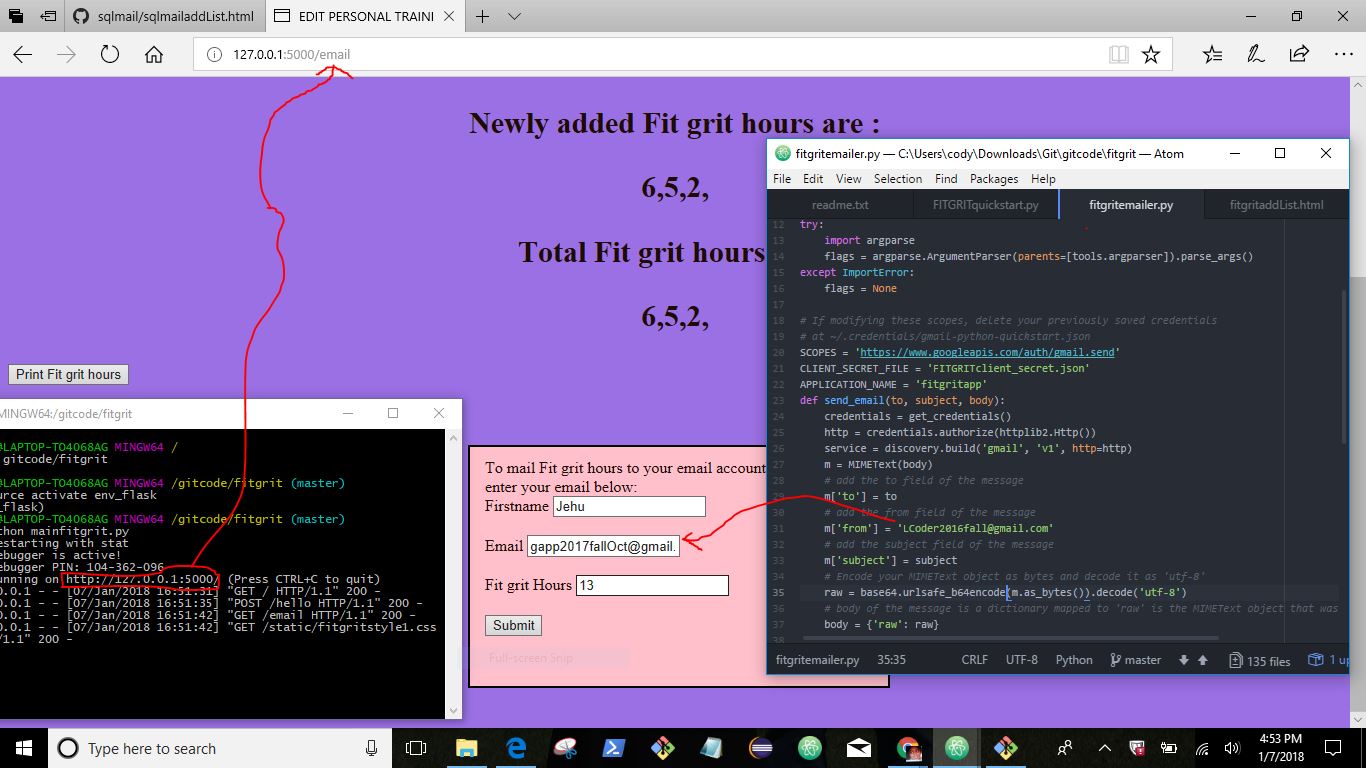 sqlmail/sqlmailaddList.html
EDIT PERSONAL TRAINI
127.0.0.1:5000/email
Newly added Fit grit hours are :
6,5,2,
Total Fit grit hours
6,5,2,
Print Fit grit hours
To mail Fit grit hours to your email account
enter your email below:
Firstname Jehu
Email gapp2017fallOct@gmail.
Fit grit Hours 13
Submit
Full-screen Snip
MINGW64:/gitcode/fitgrit
@LAPTOP-TO4068AG MINGW64 /
gitcode/fitgrit
@LAPTOP-TO4068AG MINGW64 /gitcode/fitgrit (master)
urce activate env_flask
_flask)
@LAPTOP-TO4068AG MINGW64 /gitcode/fitgrit (master)
thon mainfitgrit.py
estarting with stat
ebugger is active!
ebugger PIN: 104-362-096
unning on http://127.0.0.1:5000/ (Press CTRL+C to quit)
.0.0.1 - - [07/Jan/2018 16:51:31] "GET / HTTP/1.1" 200 -
.0.0.1 - - [07/Jan/2018 16:51:35] "POST /hello HTTP/1.1" 200 -
.0.0.1 - - [07/Jan/2018 16:51:42] "GET /email HTTP/1.1" 200 -
.0.0.1 - - [07/Jan/2018 16:51:42] "GET /static/fitgritstyle1.css
/1.1" 200 -
fitgritemailer.py — C:\Users\cody\Downloads\Git\gitcode\fitgrit — Atom
File Edit View Selection Find Packages Help
readme.txt FITGRITquickstart.py fitgritemailer.py fitgritaddList.html
12 try:
13 import argparse
14 flags = argparse.ArgumentParser(parents=[tools.argparser]).parse_args()
15 except ImportError:
16 flags = None
17
18 # If modifying these scopes, delete your previously saved credentials
19 # at ~/.credentials/gmail-python-quickstart.json
20 SCOPES = 'https://www.googleapis.com/auth/gmail.send'
21 CLIENT_SECRET_FILE = 'FITGRITclient_secret.json'
22 APPLICATION_NAME = 'fitgritapp'
23 def send_email(to, subject, body):
24 credentials = get_credentials()
25 http = credentials.authorize(httplib2.Http())
26 service = discovery.build('gmail', 'v1', http=http)
27 m = MIMEText(body)
28 # add the to field of the message
29 m['to'] = to
30 # add the from field of the message
31 m['from'] = 'LCoder2016fall@gmail.com'
32 # add the subject field of the message
33 m['subject'] = subject
34 # Encode your MIMEText object as bytes and decode it as 'utf-8'
35 raw = base64.urlsafe_b64encode(m.as_bytes()).decode('utf-8')
36 # body of the message is a dictionary mapped to 'raw' is the MIMEText object that was
37 body = {'raw': raw}
38
fitgritemailer.py 35:35 CRLF UTF-8 Python master 135 files 1 up
Type here to search
4:53 PM
1/7/2018